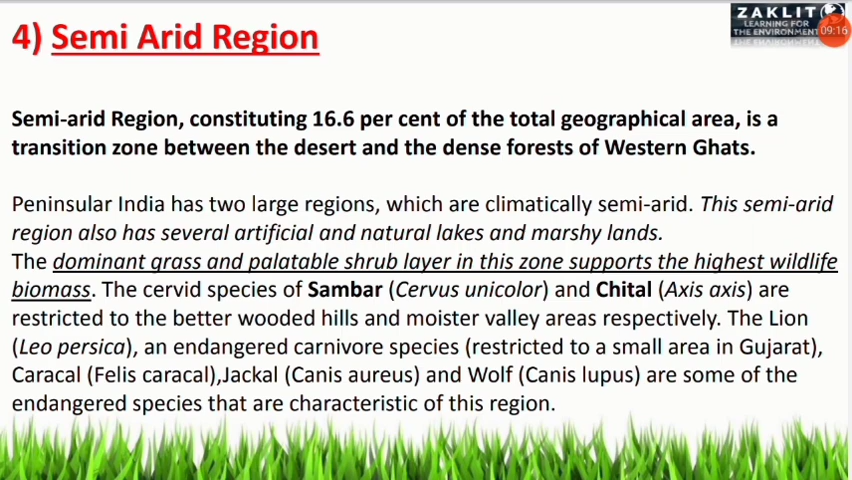 4) Semi Arid Region
ZAKLIT
LEARNING FOR
THE ENVIRONMENT
09:16
Semi-arid Region, constituting 16.6 per cent of the total geographical area, is a
transition zone between the desert and the dense forests of Western Ghats.
Peninsular India has two large regions, which are climatically semi-arid. This semi-arid
region also has several artificial and natural lakes and marshy lands.
The dominant grass and palatable shrub layer in this zone supports the highest wildlife
biomass. The cervid species of Sambar (Cervus unicolor) and Chital (Axis axis) are
restricted to the better wooded hills and moister valley areas respectively. The Lion
(Leo persica), an endangered carnivore species (restricted to a small area in Gujarat),
Caracal (Felis caracal),Jackal (Canis aureus) and Wolf (Canis lupus) are some of the
endangered species that are characteristic of this region.